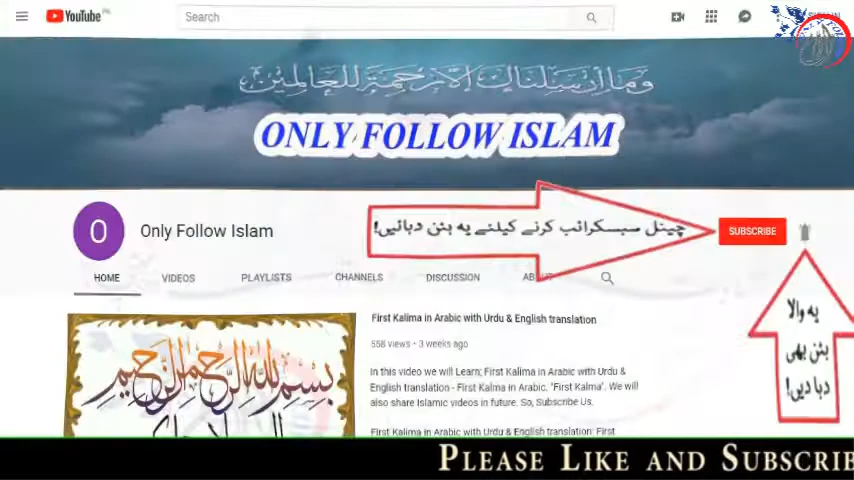 YouTube PK
Search
وما أرسلناك إلا رحمة للعالمين
ONLY FOLLOW ISLAM
O
Only Follow Islam
چینل سبسکرائب کرنے کیلئے یہ بٹن دبائیں!
SUBSCRIBE
HOME VIDEOS PLAYLISTS CHANNELS DISCUSSION
یہ والا
بٹن بھی
دبا دیں!
First Kalima in Arabic with Urdu & English translation
558 views • 3 weeks ago
In this video we will Learn; First Kalima in Arabic with Urdu &
English translation - First Kalma in Arabic. "First Kalma". We will
also share Islamic videos in future. So, Subscribe Us.
First Kalima in Arabic with Urdu & English translation: First
بسم الله الرحمن الرحيم
PLEASE LIKE AND SUBSCRIB